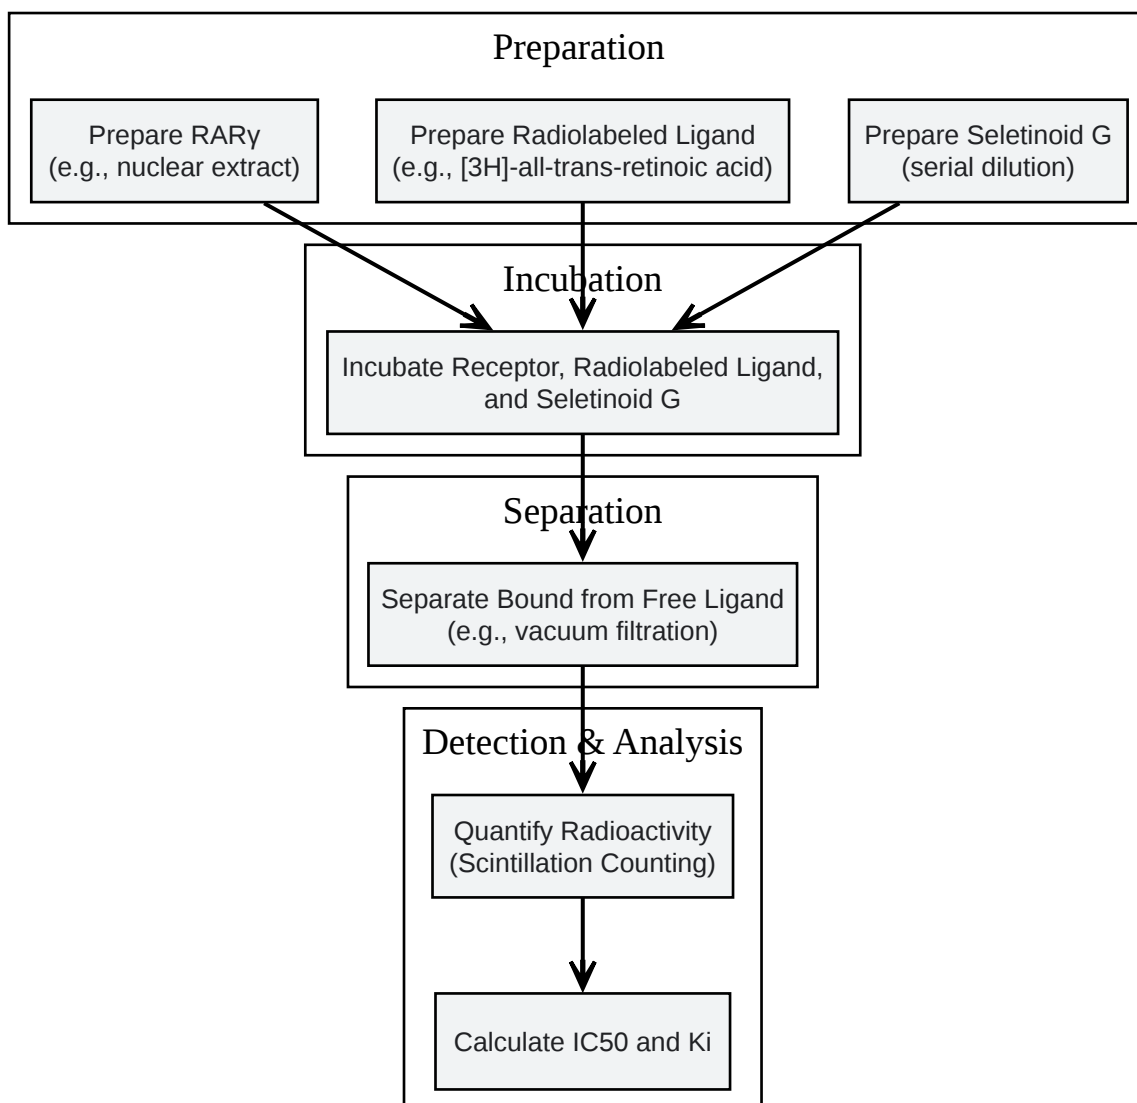 Preparation
Prepare RARγ
(e.g., nuclear extract)
Prepare Radiolabeled Ligand
(e.g., [3H]-all-trans-retinoic acid)
Prepare Seletinoid G
(serial dilution)
Incubation
Incubate Receptor, Radiolabeled Ligand,
and Seletinoid G
Separation
Separate Bound from Free Ligand
(e.g., vacuum filtration)
Detection & Analysis
Quantify Radioactivity
(Scintillation Counting)
Calculate IC50 and Ki